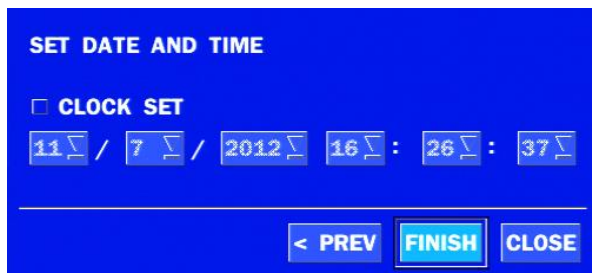 SET DATE AND TIME
CLOCK SET
11 / 7 / 2012 16 : 26 : 37
< PREV FINISH CLOSE